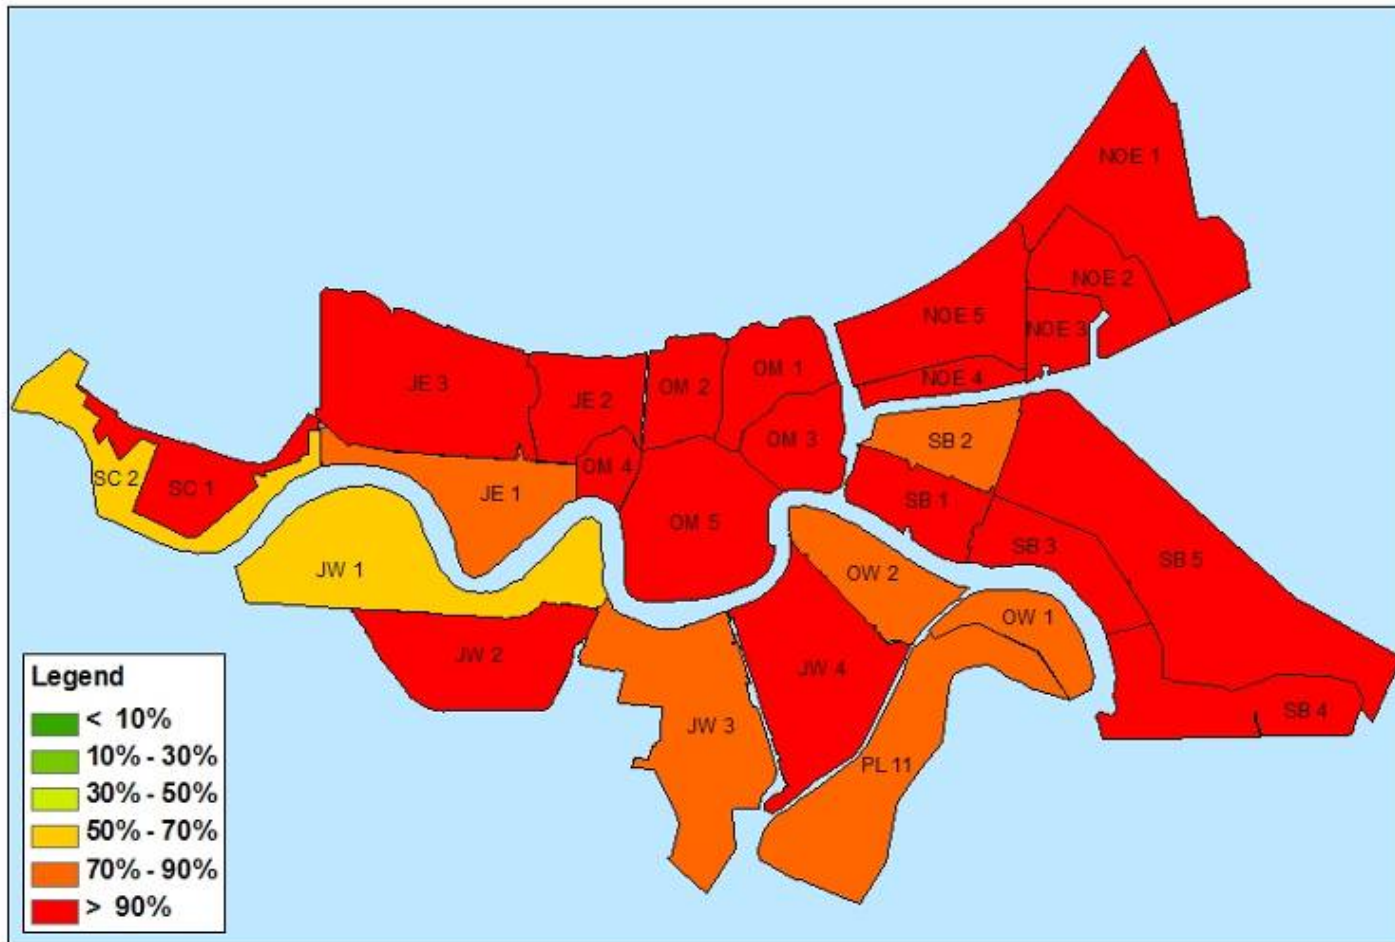 NOE 1
NOE 2
NOE 5
NOE 3
NOE 4
OM 1
OM 2
JE 3
JE 2
OM 3
SB 2
OM 4
SC 2
SC 1
JE 1
SB 1
OM 5
SB 3
SB 5
JW 1
OW 2
OW 1
JW 2
JW 4
SB 4
JW 3
PL 11
Legend
< 10%
10% - 30%
30% - 50%
50% - 70%
70% - 90%
> 90%